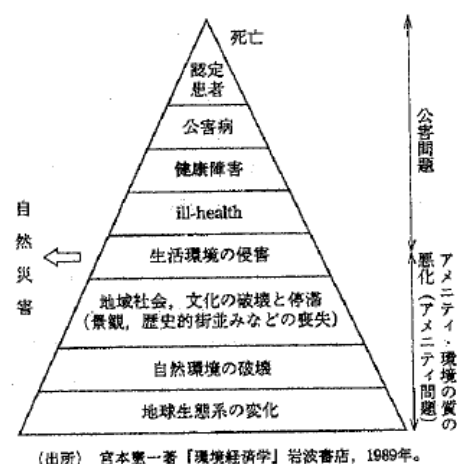 死亡
認定
患者
公害病
健康障害
ill-health
生活環境の侵害
地域社会，文化の破壊と停滞
（景観，歴史的街並みなどの喪失）
自然環境の破壊
地球生態系の変化
自然災害
公害問題
アメニティ・環境の質の
悪化（アメニティ問題）
（出所） 宮本憲一著『環境経済学』岩波書店，1989年。